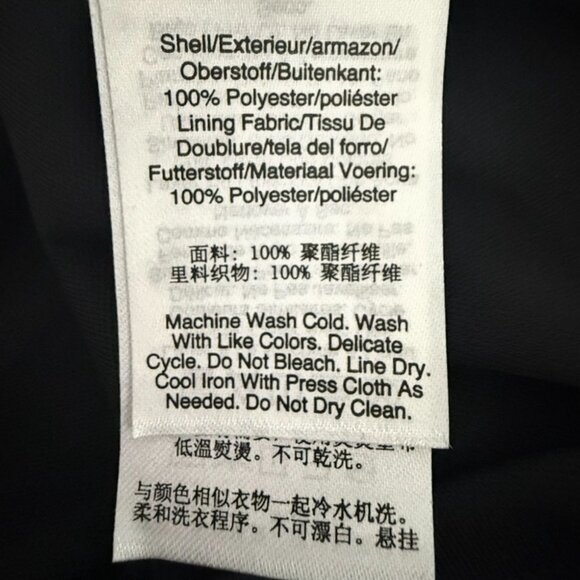 Shell/Exterieur/armazon/
Oberstoff/Buitenkant:
100% Polyester/poliéster
Lining Fabric/Tissu De
Doublure/tela del forro/
Futterstoff/Materiaal Voering:
100% Polyester/poliéster
面料: 100% 聚酯纤维
里料织物: 100% 聚酯纤维
Machine Wash Cold. Wash
With Like Colors. Delicate
Cycle. Do Not Bleach. Line Dry.
Cool Iron With Press Cloth As
Needed. Do Not Dry Clean.
低溫熨燙。不可乾洗。
与颜色相似衣物一起冷水机洗。
柔和洗衣程序。不可漂白。悬挂